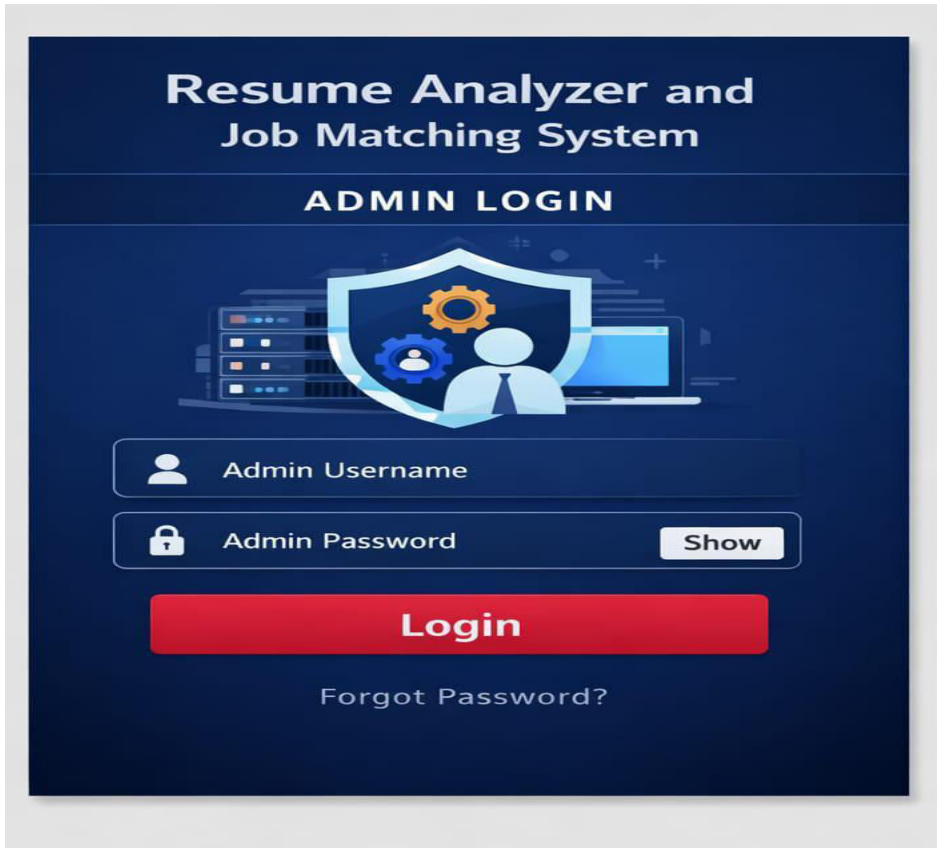 Resume Analyzer and
Job Matching System
ADMIN LOGIN
Admin Username
Admin Password
Show
Login
Forgot Password?